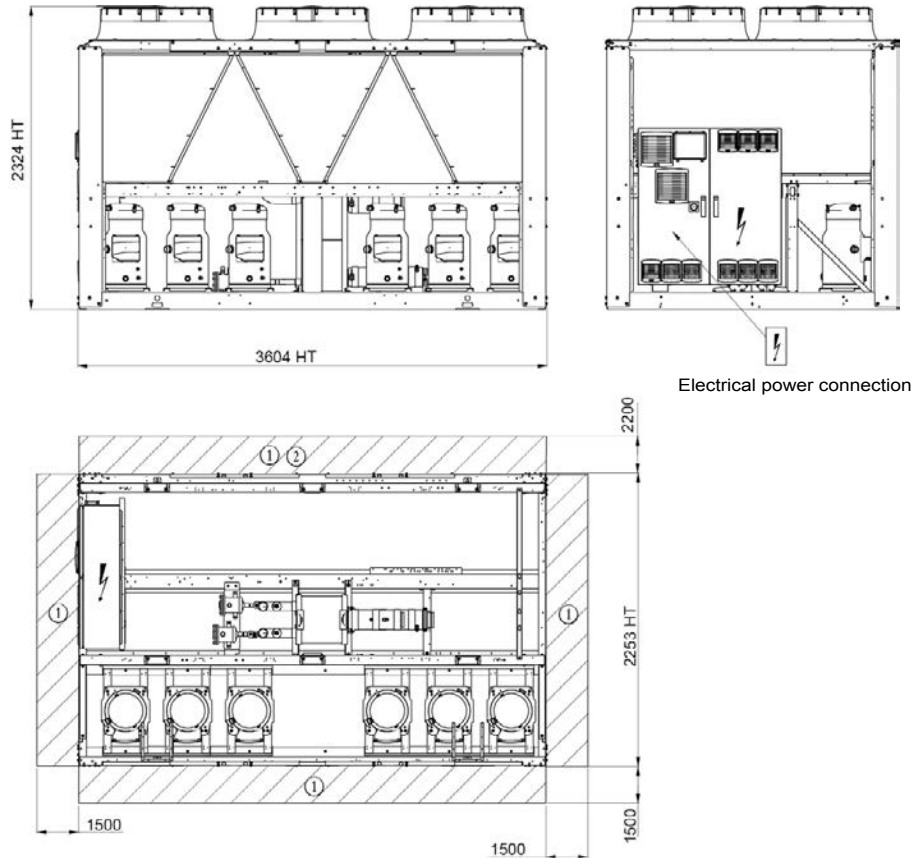 2324 HT
3604 HT
Electrical power connection
2200
① ②
①
①
2253 HT
①
1500
1500
1500